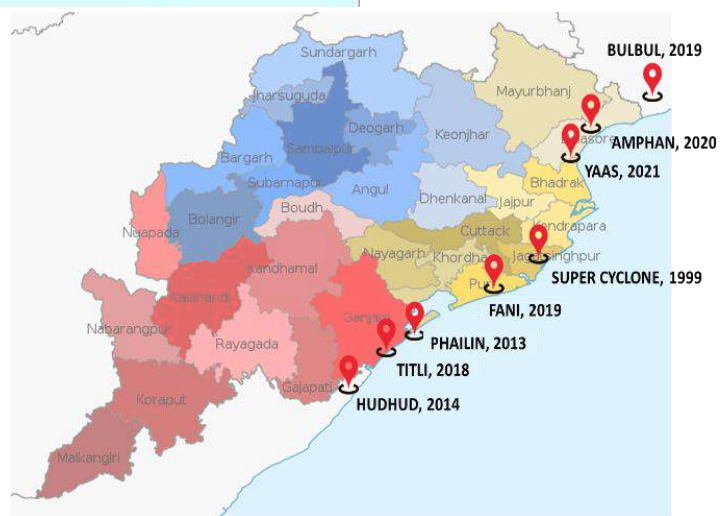 BULBUL, 2019
Sundargarh
Mayurbhanj
Jharsuguda
Deogarh
Keonjhar
AMPHAN, 2020
Sambalpur
YAAS, 2021
Bargarh
Subarnapur
Angul
Bhadrak
Dhenkanal
Jajpur
Boudh
Bolangir
Nuapada
Kendrapara
Cuttack
Nayagarh
Khordha
Jagatsinghpur
Kandhamal
SUPER CYCLONE, 1999
Puri
FANI, 2019
Kalahandi
Ganjam
Nabarangpur
PHAILIN, 2013
Rayagada
TITLI, 2018
Gajapati
HUDHUD, 2014
Koraput
Malkangiri